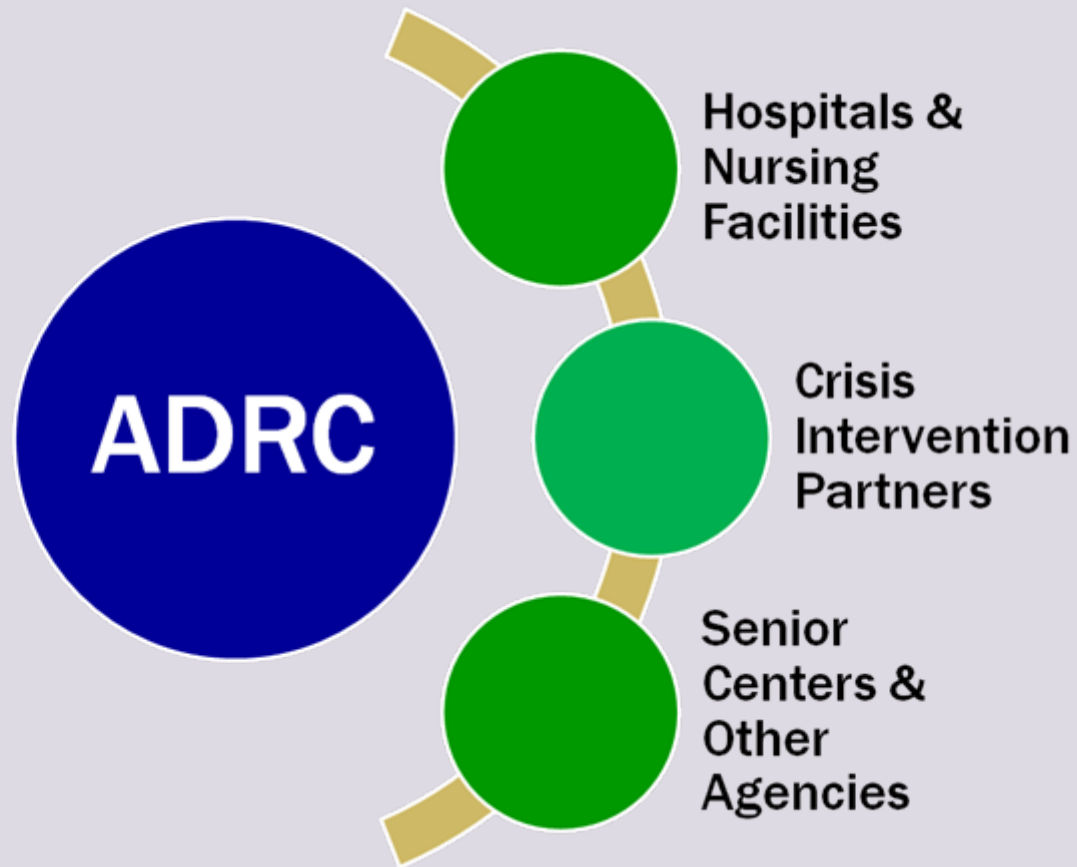 ADRC
Hospitals &
Nursing
Facilities
Crisis
Intervention
Partners
Senior
Centers &
Other
Agencies